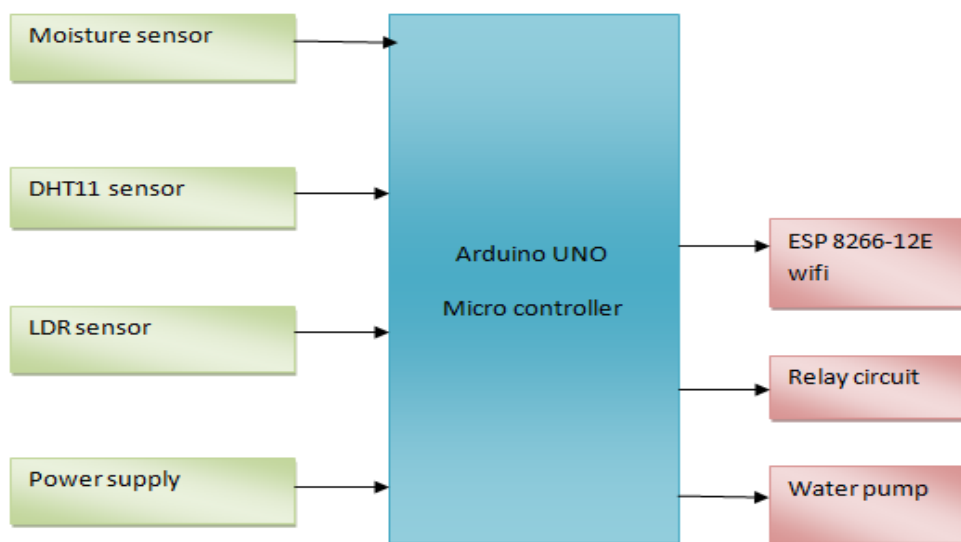 Moisture sensor
DHT11 sensor
LDR sensor
Power supply
Arduino UNO
Micro controller
ESP 8266-12E
wifi
Relay circuit
Water pump